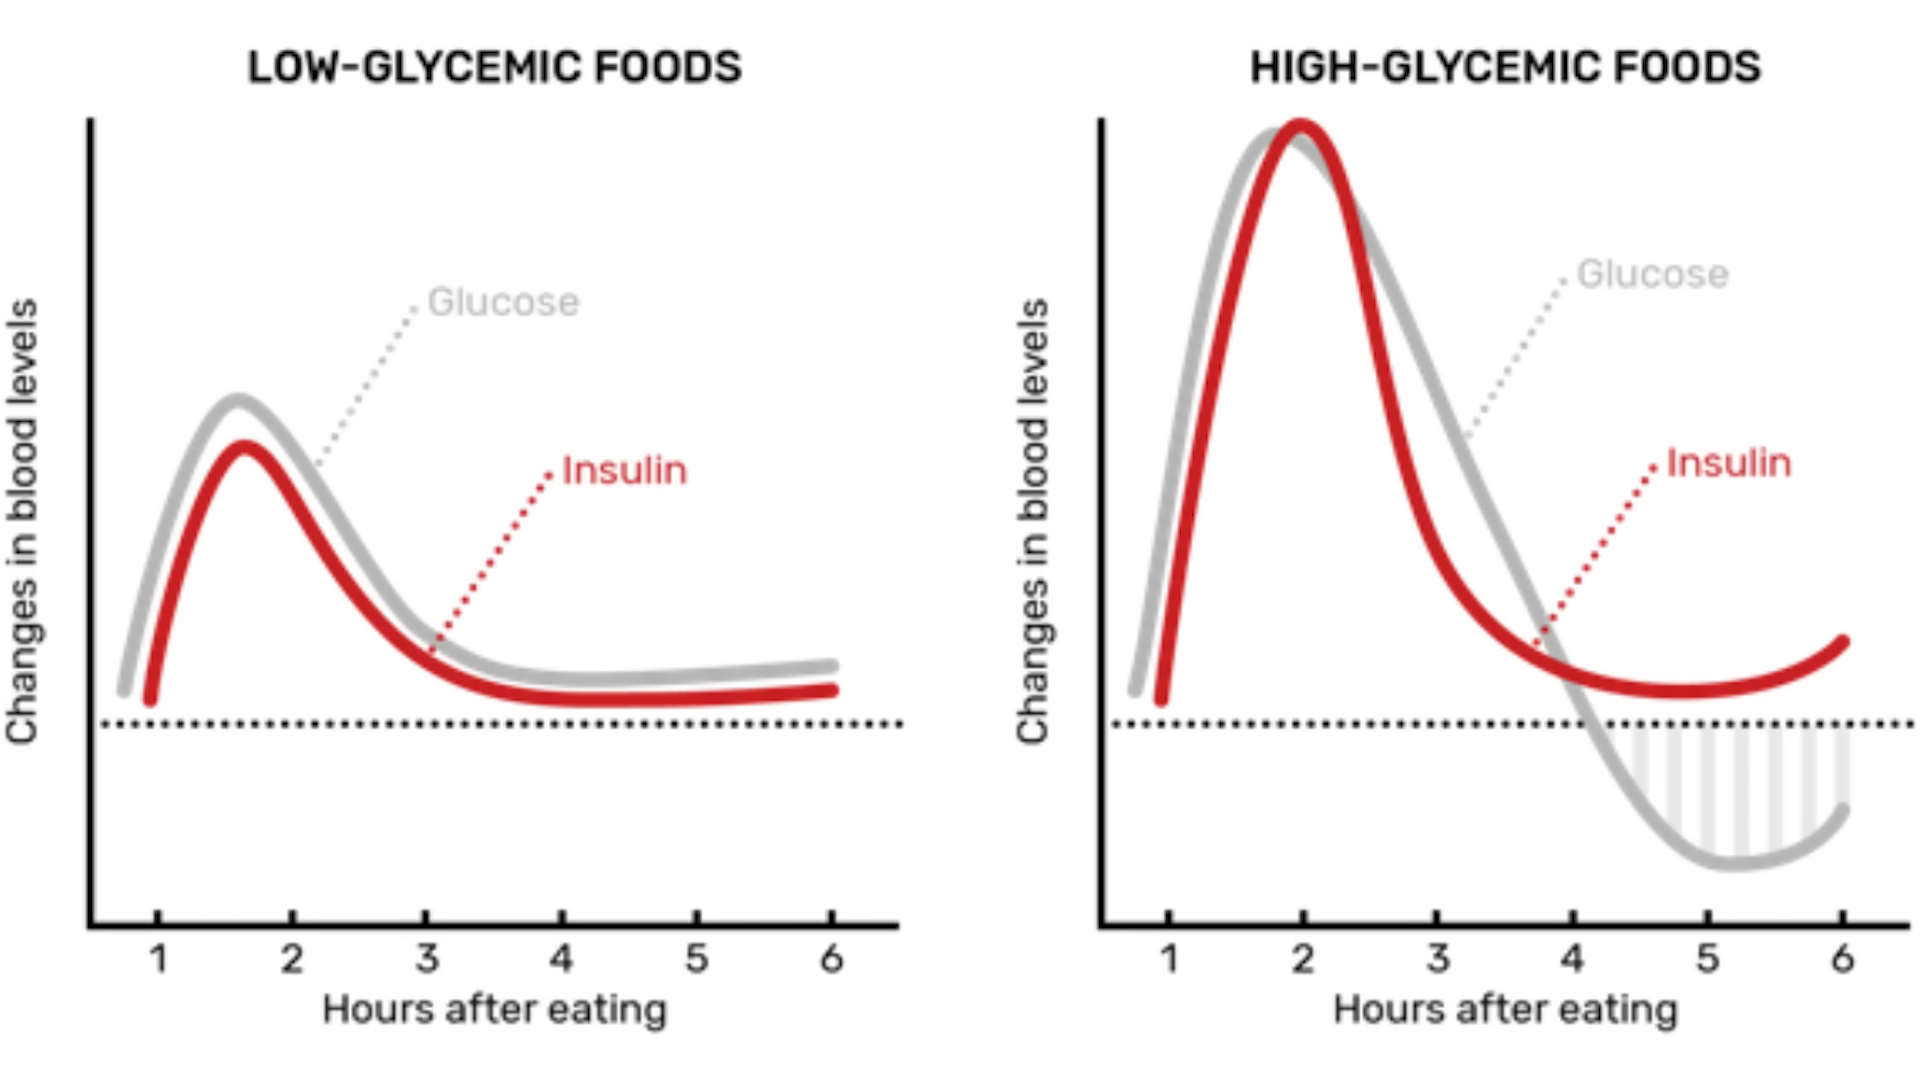 LOW-GLYCEMIC FOODS
Changes in blood levels
Glucose
Insulin
1 2 3 4 5 6
Hours after eating
HIGH-GLYCEMIC FOODS
Changes in blood levels
Glucose
Insulin
1 2 3 4 5 6
Hours after eating